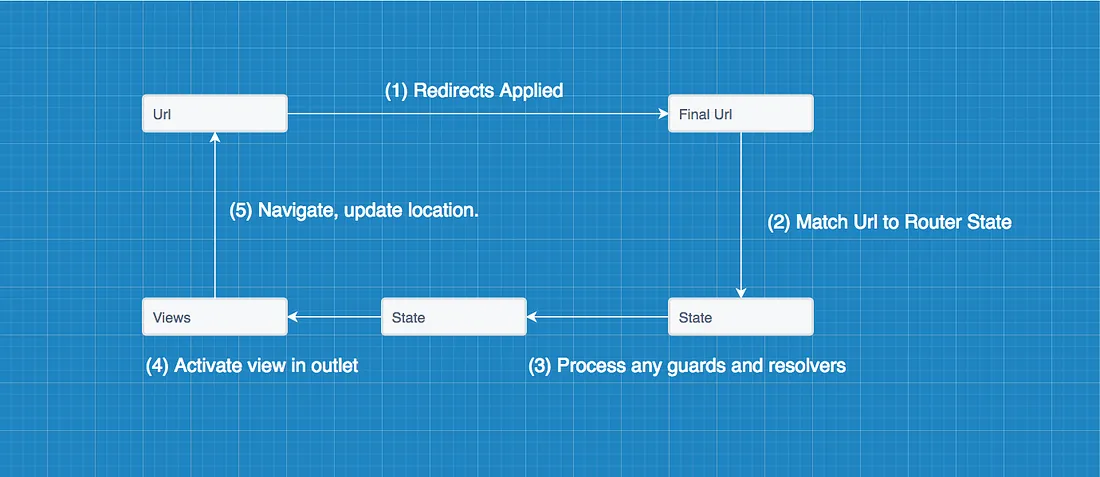 (1) Redirects Applied
Url
Final Url
(5) Navigate, update location.
(2) Match Url to Router State
Views
State
State
(4) Activate view in outlet
(3) Process any guards and resolvers